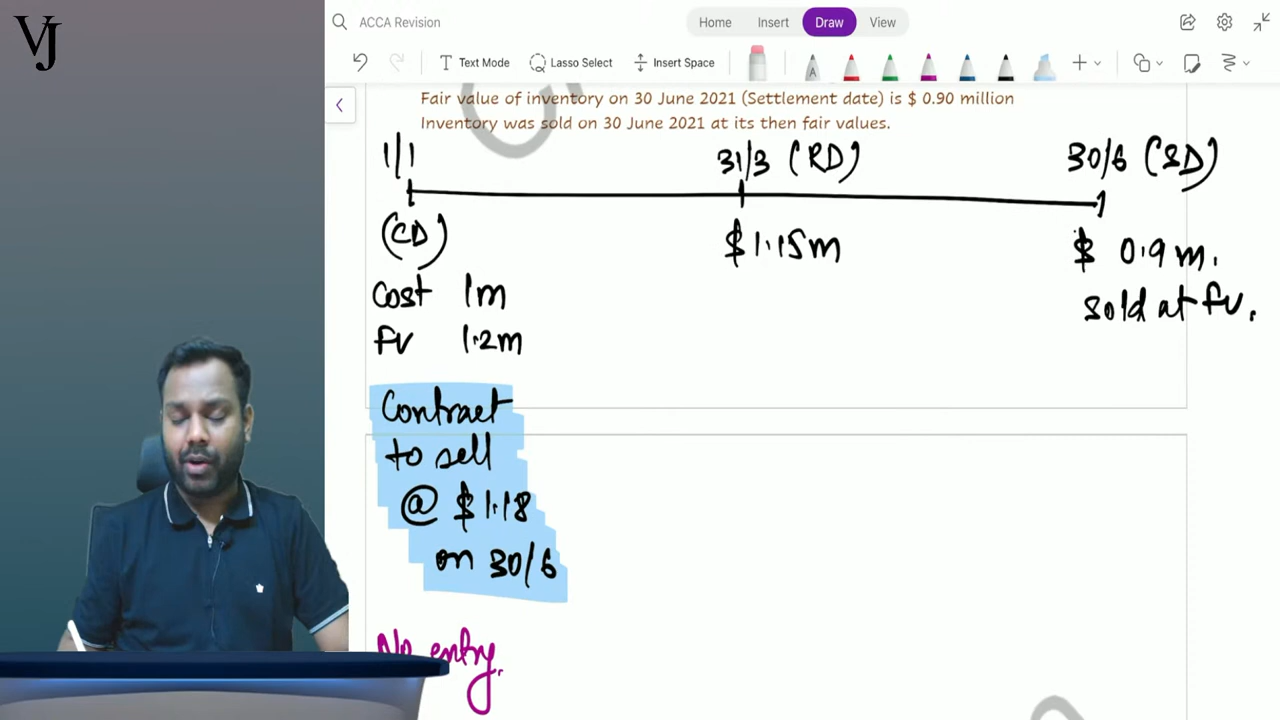 VJ
ACCA Revision
Home Insert Draw View
Text Mode Lasso Select Insert Space
Fair value of inventory on 30 June 2021 (Settlement date) is $ 0.90 million
Inventory was sold on 30 June 2021 at its then fair values.
1/1 31/3 (RD) 30/6 (SD)
(CD) $1.15m $ 0.9m.
Cost 1m sold at fv.
fv 1.2m
Contract
to sell
@ $1.18
on 30/6
No entry.